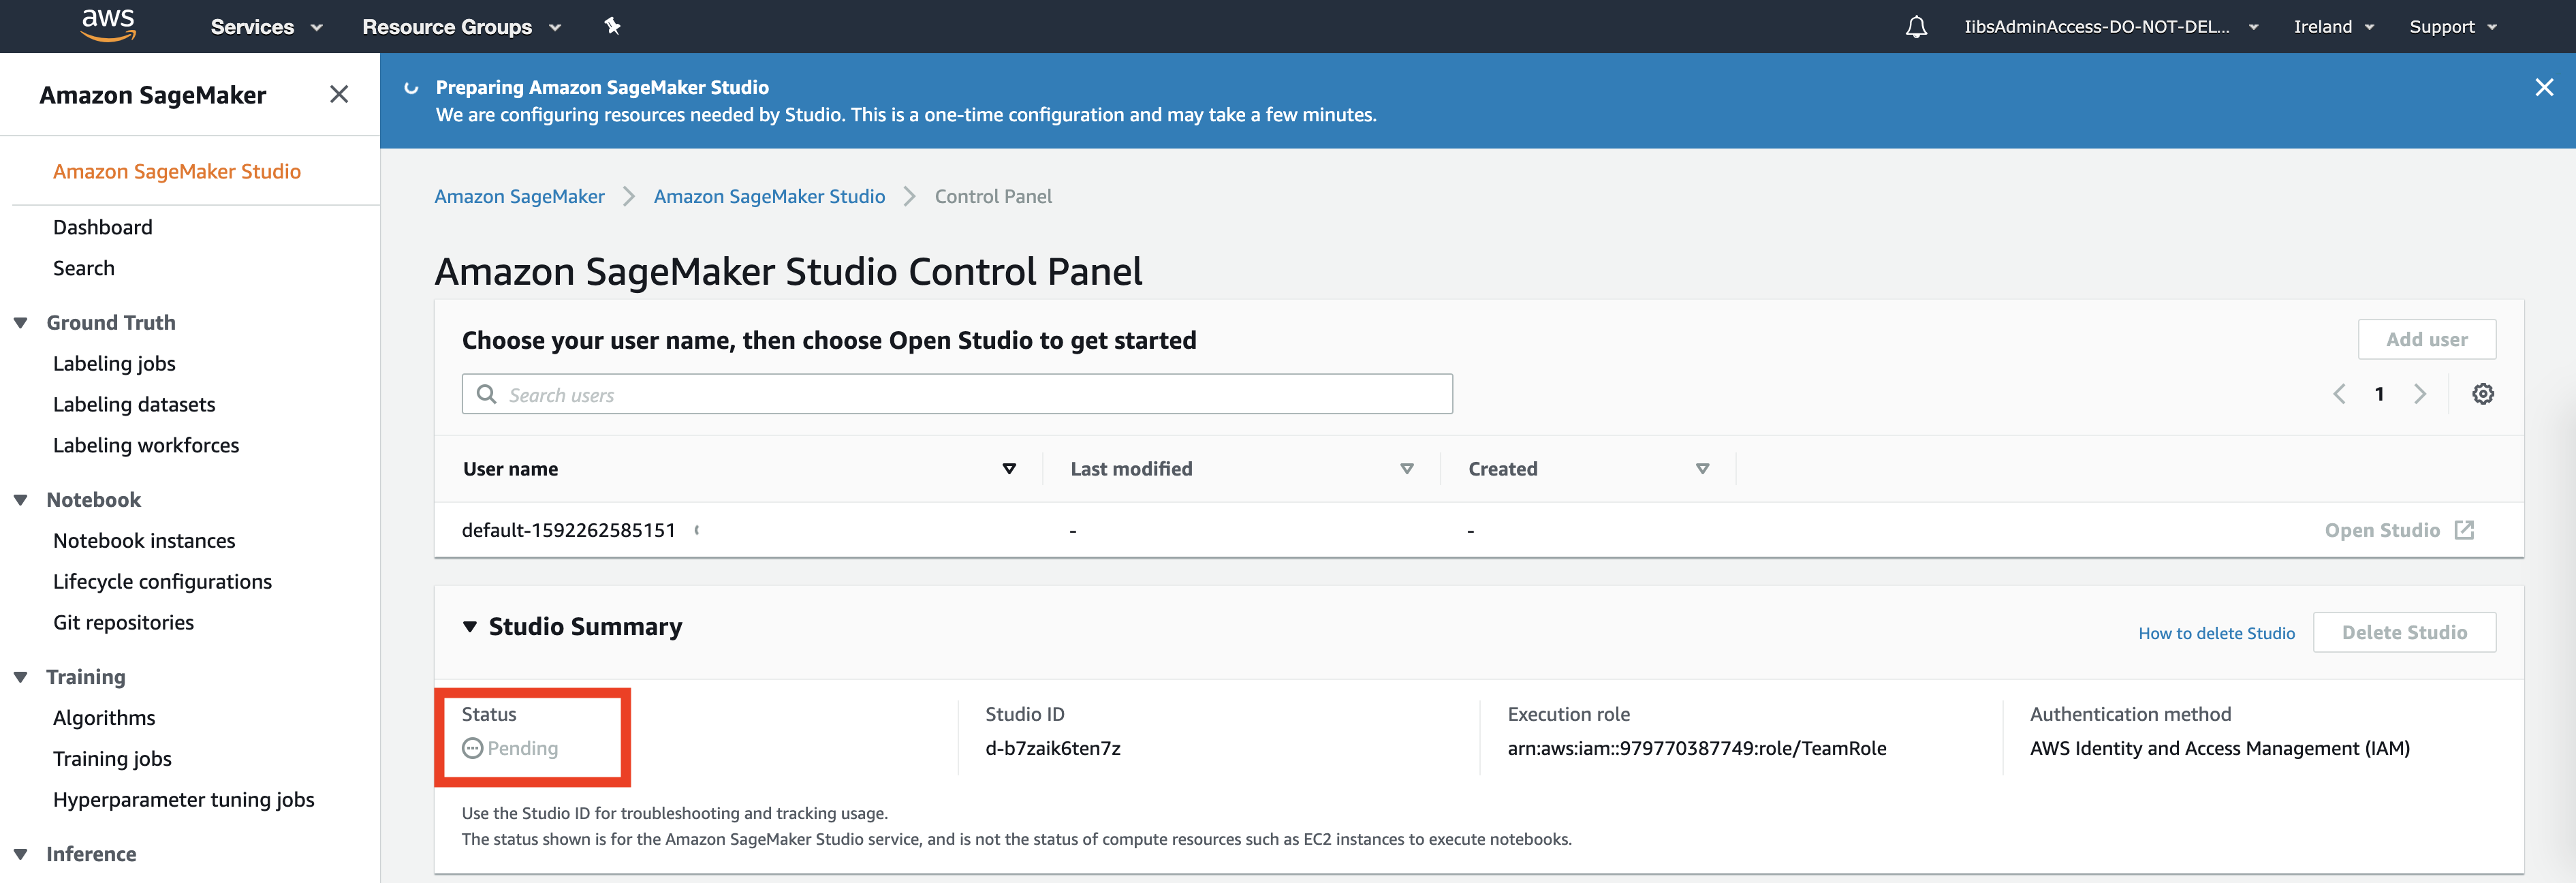 aws
Services
Resource Groups
IibsAdminAccess-DO-NOT-DEL...
Ireland
Support
Amazon SageMaker
Amazon SageMaker Studio
Dashboard
Search
Ground Truth
Labeling jobs
Labeling datasets
Labeling workforces
Notebook
Notebook instances
Lifecycle configurations
Git repositories
Training
Algorithms
Training jobs
Hyperparameter tuning jobs
Inference
Preparing Amazon SageMaker Studio
We are configuring resources needed by Studio. This is a one-time configuration and may take a few minutes.
Amazon SageMaker > Amazon SageMaker Studio > Control Panel
Amazon SageMaker Studio Control Panel
Choose your user name, then choose Open Studio to get started
Add user
Search users
1
User name
Last modified
Created
default-1592262585151
-
-
Open Studio
Studio Summary
How to delete Studio
Delete Studio
Status
Pending
Studio ID
d-b7zaik6ten7z
Execution role
arn:aws:iam::979770387749:role/TeamRole
Authentication method
AWS Identity and Access Management (IAM)
Use the Studio ID for troubleshooting and tracking usage.
The status shown is for the Amazon SageMaker Studio service, and is not the status of compute resources such as EC2 instances to execute notebooks.